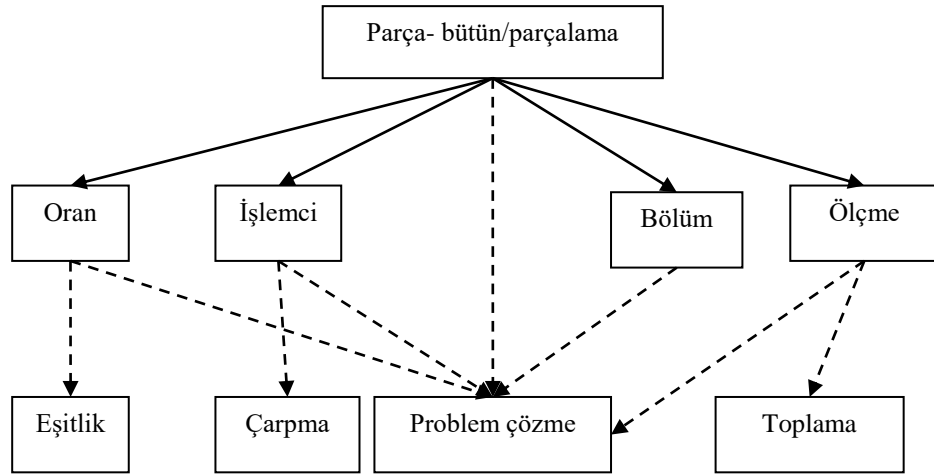 Parça- bütün/parçalama
Oran
İşlemci
Bölüm
Ölçme
Eşitlik
Çarpma
Problem çözme
Toplama